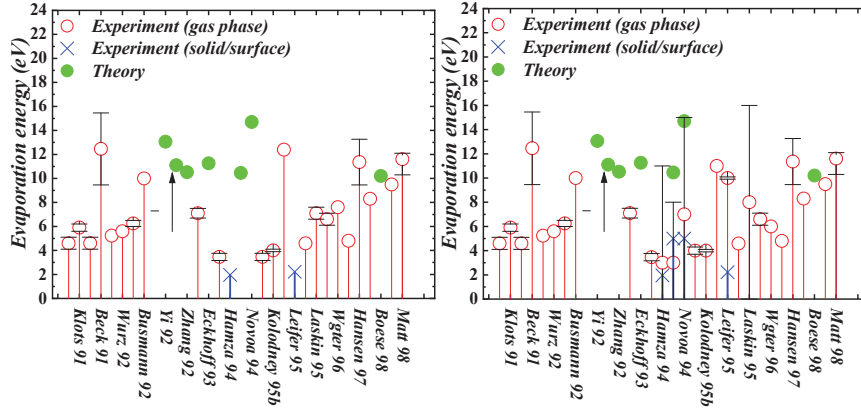 24
22
20
18
16
14
12
10
8
6
4
2
0
Evaporation energy (eV)
Experiment (gas phase)
Experiment (solid/surface)
Theory
Klots 91
Beck 91
Wurz 92
Busmann 92
Yi 92
Zhang 92
Eckhoff 93
Hamza 94
Novoa 94
Kolodney 95b
Leifer 95
Laskin 95
Wgier 96
Hansen 97
Boese 98
Matt 98
24
22
20
18
16
14
12
10
8
6
4
2
0
Evaporation energy (eV)
Experiment (gas phase)
Experiment (solid/surface)
Theory
Klots 91
Beck 91
Wurz 92
Busmann 92
Yi 92
Zhang 92
Eckhoff 93
Hamza 94
Novoa 94
Kolodney 95b
Leifer 95
Laskin 95
Wgier 96
Hansen 97
Boese 98
Matt 98